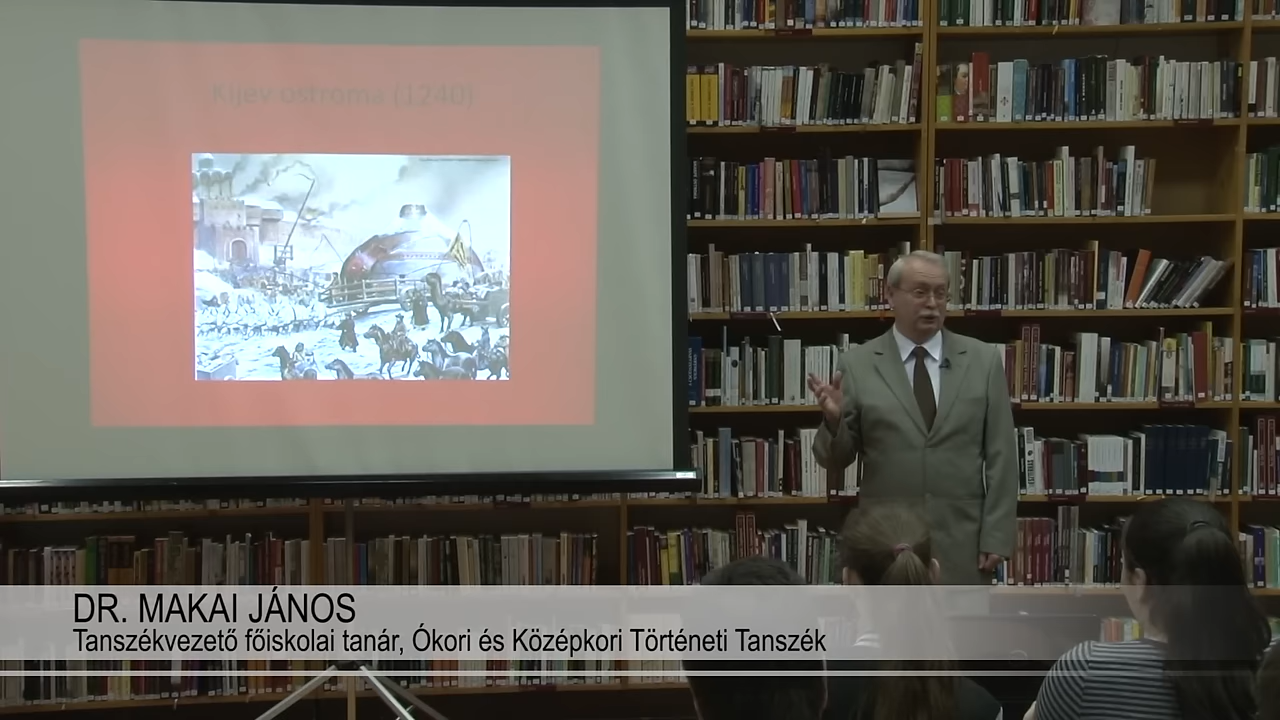 Kijev ostroma (1240)
DR. MAKAI JÁNOS
Tanszékvezető főiskolai tanár, Ókori és Középkori Történeti Tanszék